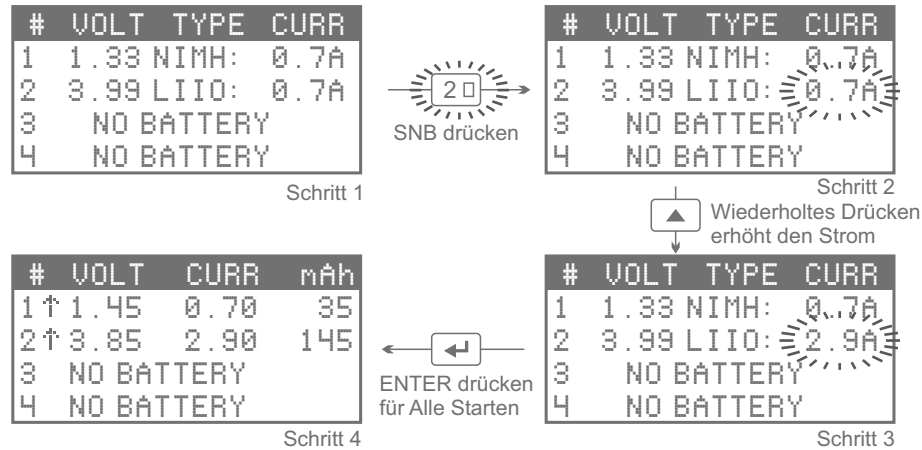 # VOLT TYPE CURR
1 1.33 NIMH: 0.7A
2 3.99 LIIO: 0.7A
3 NO BATTERY
4 NO BATTERY
Schritt 1
2
SNB drücken
# VOLT TYPE CURR
1 1.33 NIMH: 0.7A
2 3.99 LIIO: 0.7A
3 NO BATTERY
4 NO BATTERY
Schritt 2
Wiederholtes Drücken
erhöht den Strom
# VOLT TYPE CURR
1 1.33 NIMH: 0.7A
2 3.99 LIIO: 2.9A
3 NO BATTERY
4 NO BATTERY
Schritt 3
ENTER drücken
für Alle Starten
# VOLT CURR mAh
1↑1.45 0.70 35
2↑3.85 2.90 145
3 NO BATTERY
4 NO BATTERY
Schritt 4